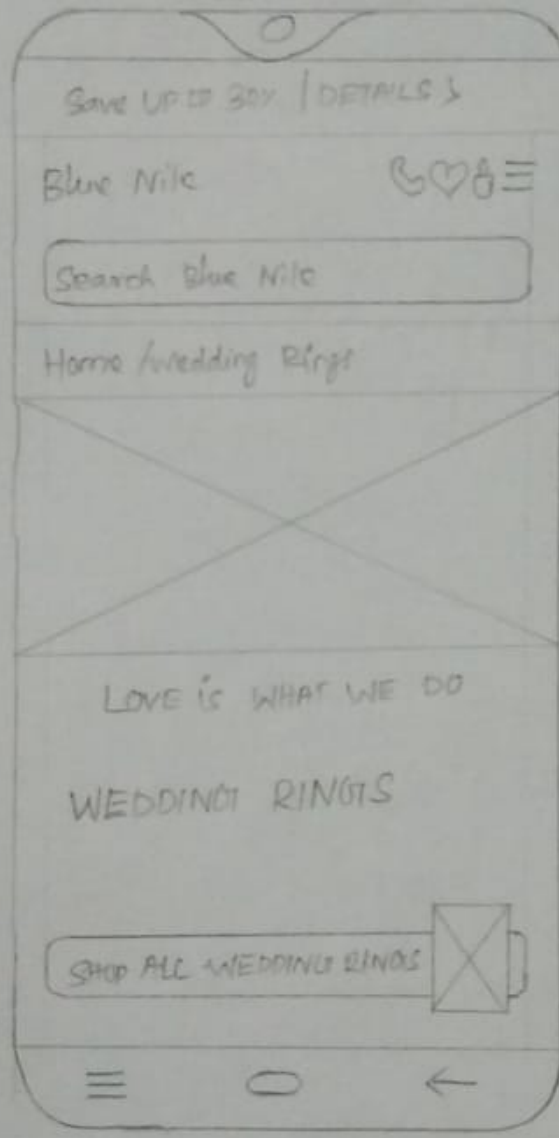 Save UP TO 30% | DETAILS >
Blue Nile
Search Blue Nile
Home / Wedding Rings
LOVE is WHAT WE DO
WEDDING RINGS
SHOP ALL WEDDING RINGS